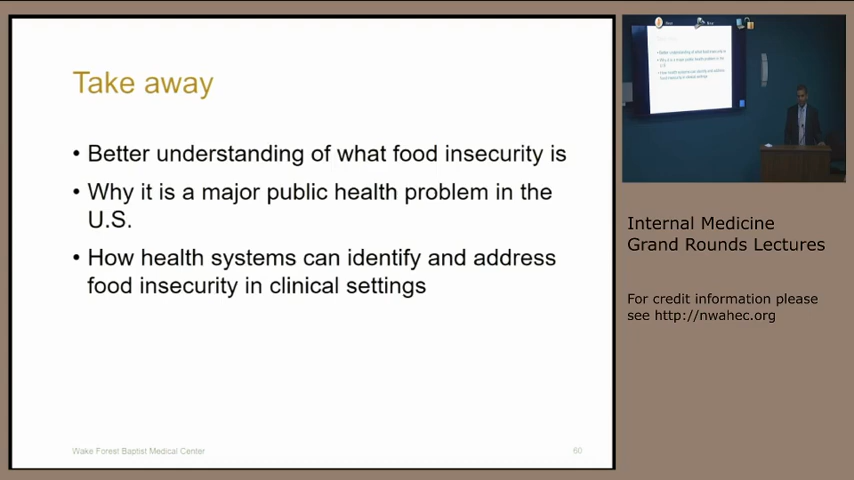 Take away
• Better understanding of what food insecurity is
• Why it is a major public health problem in the
U.S.
• How health systems can identify and address
food insecurity in clinical settings
Wake Forest Baptist Medical Center
60
Internal Medicine
Grand Rounds Lectures
For credit information please
see http://nwahec.org